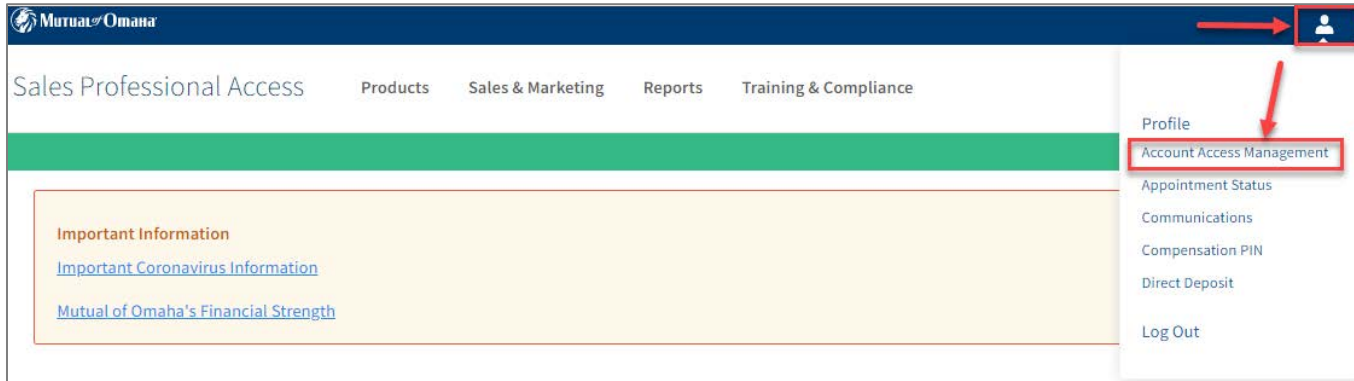 Mutual of Omaha
Sales Professional Access Products Sales & Marketing Reports Training & Compliance
Profile
Account Access Management
Appointment Status
Communications
Compensation PIN
Direct Deposit
Log Out
Important Information
Important Coronavirus Information
Mutual of Omaha's Financial Strength